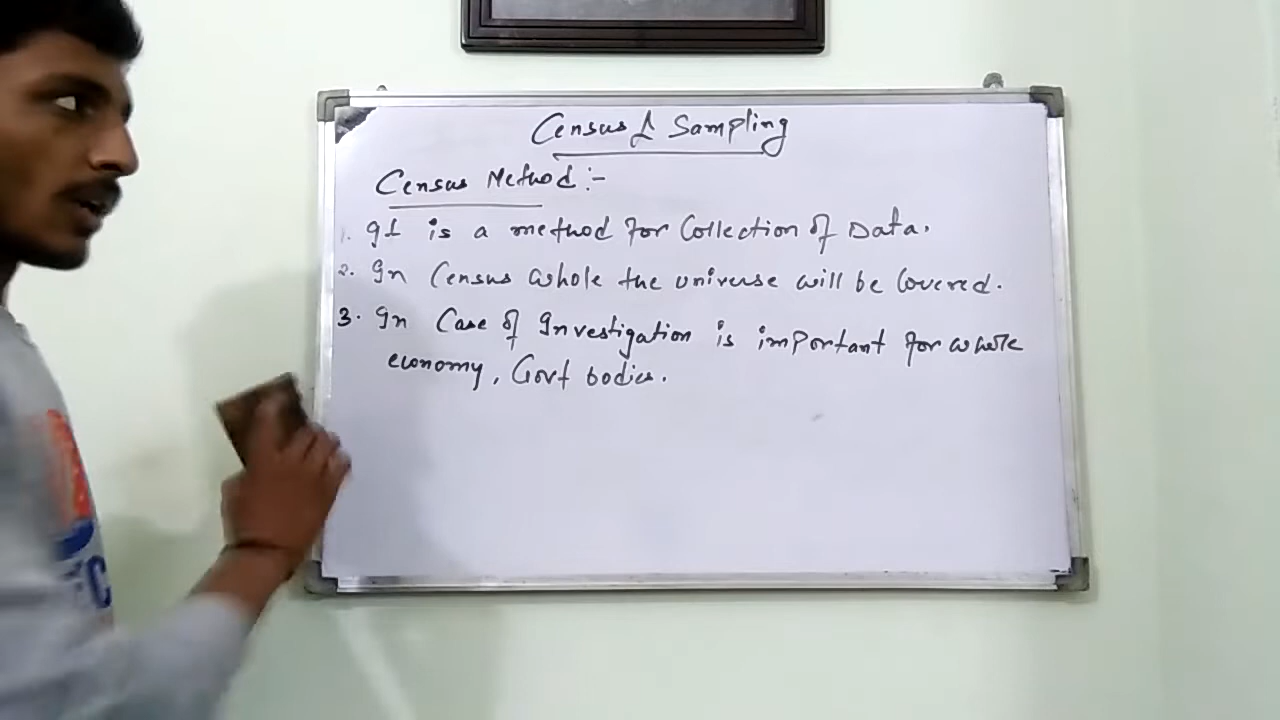 Census & Sampling
Census Method :-
1. It is a method for Collection of Data.
2. In Census whole the universe will be Covered.
3. In Case of Investigation is important for whole
economy, Govt bodies.